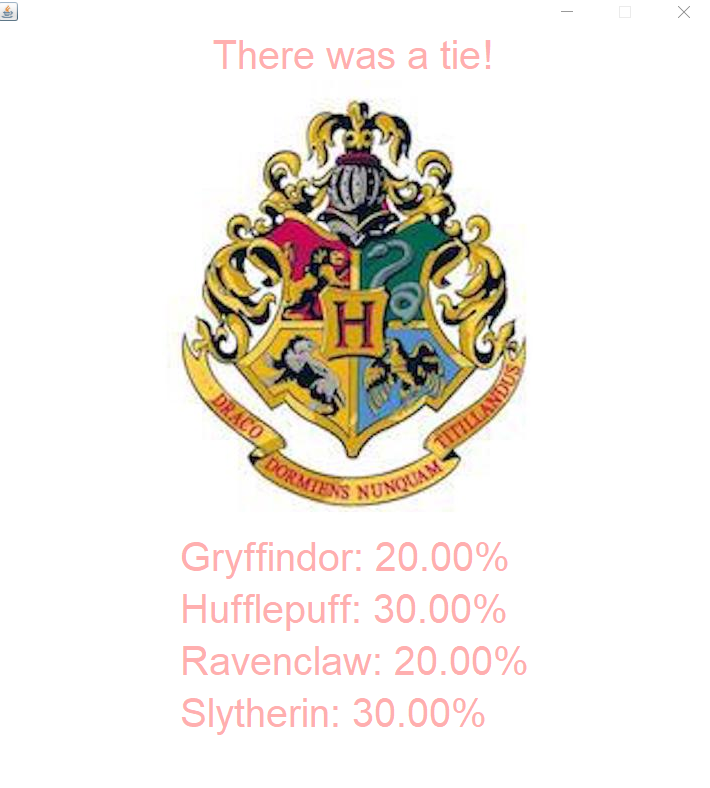 There was a tie!
H
DRACO DORMIENS NUNQUAM TITILLANDUS
Gryffindor: 20.00%
Hufflepuff: 30.00%
Ravenclaw: 20.00%
Slytherin: 30.00%